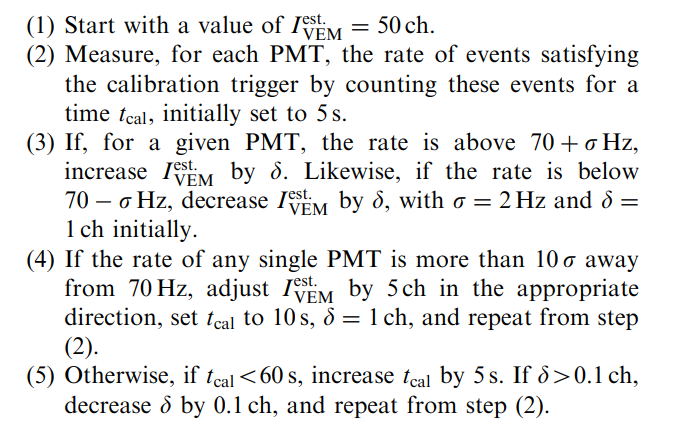 (1) Start with a value of I^{est.}_{VEM} = 50 ch.
(2) Measure, for each PMT, the rate of events satisfying
the calibration trigger by counting these events for a
time t_{cal}, initially set to 5 s.
(3) If, for a given PMT, the rate is above 70 + σ Hz,
increase I^{est.}_{VEM} by δ. Likewise, if the rate is below
70 − σ Hz, decrease I^{est.}_{VEM} by δ, with σ = 2 Hz and δ =
1 ch initially.
(4) If the rate of any single PMT is more than 10 σ away
from 70 Hz, adjust I^{est.}_{VEM} by 5 ch in the appropriate
direction, set t_{cal} to 10 s, δ = 1 ch, and repeat from step
(2).
(5) Otherwise, if t_{cal} < 60 s, increase t_{cal} by 5 s. If δ > 0.1 ch,
decrease δ by 0.1 ch, and repeat from step (2).